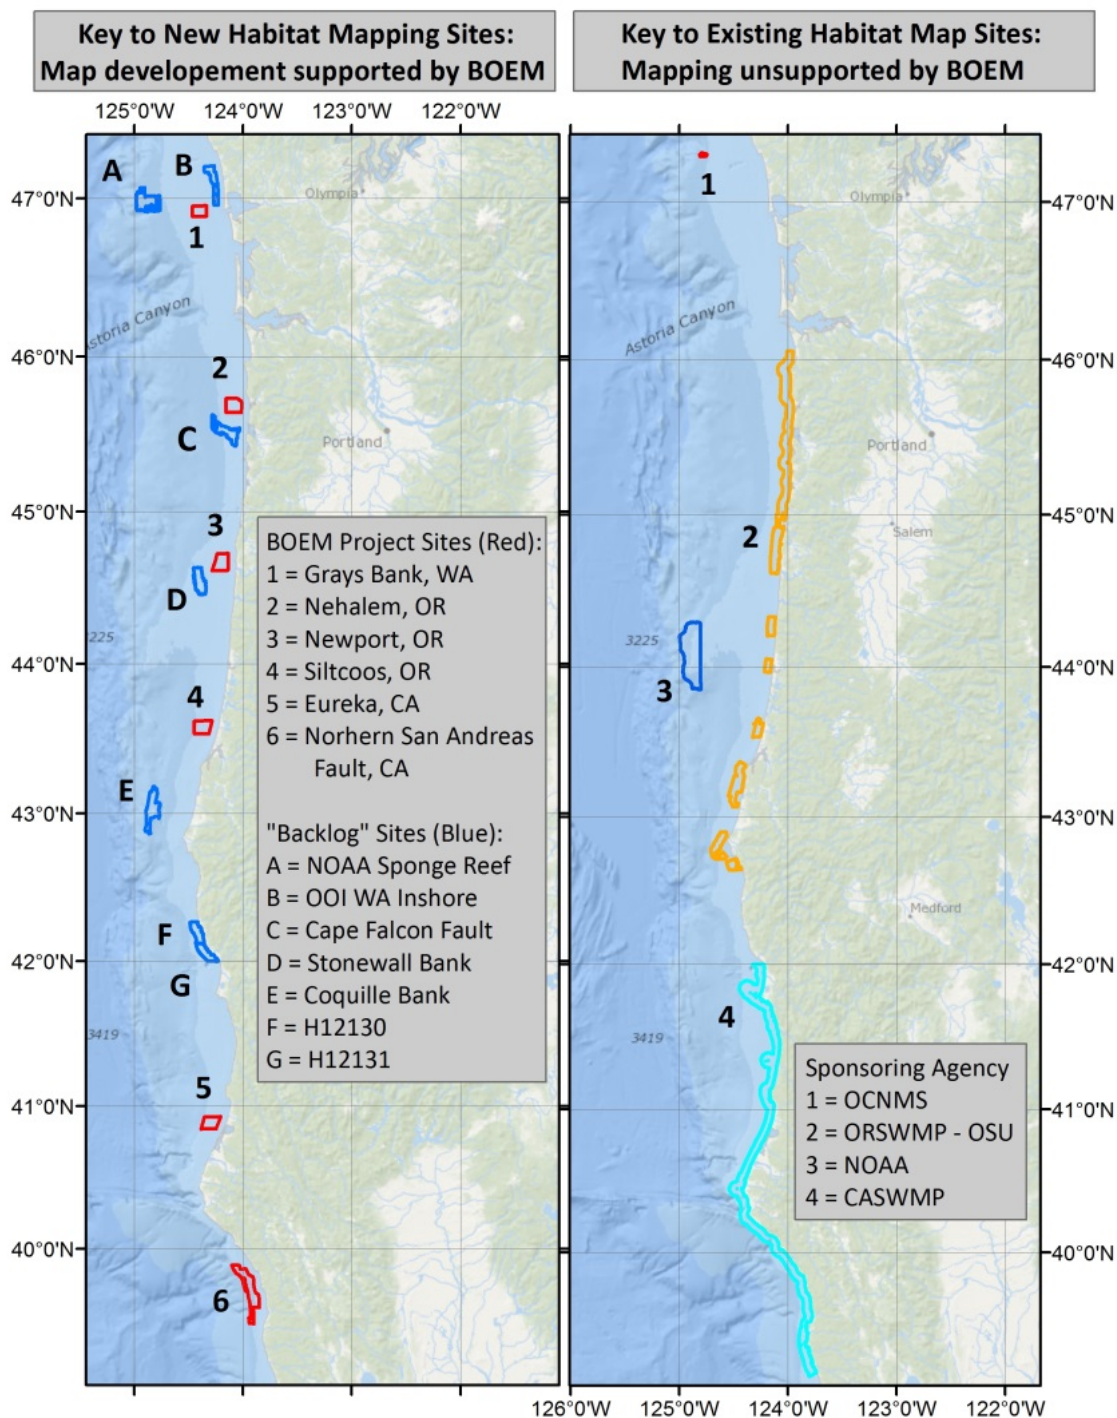 Key to New Habitat Mapping Sites:
Map developement supported by BOEM
Key to Existing Habitat Map Sites:
Mapping unsupported by BOEM
125°0'W
124°0'W
123°0'W
122°0'W
47°0'N
46°0'N
45°0'N
44°0'N
43°0'N
42°0'N
41°0'N
40°0'N
A
B
1
Olympia
Astoria Canyon
2
C
Portland
3
D
3225
4
E
F
G
3419
5
6
BOEM Project Sites (Red):
1 = Grays Bank, WA
2 = Nehalem, OR
3 = Newport, OR
4 = Siltcoos, OR
5 = Eureka, CA
6 = Norhern San Andreas
Fault, CA
"Backlog" Sites (Blue):
A = NOAA Sponge Reef
B = OOI WA Inshore
C = Cape Falcon Fault
D = Stonewall Bank
E = Coquille Bank
F = H12130
G = H12131
1
Olympia
Astoria Canyon
Portland
2
Salem
3225
3
Medford
4
3419
Sponsoring Agency
1 = OCNMS
2 = ORSWMP - OSU
3 = NOAA
4 = CASWMP
47°0'N
46°0'N
45°0'N
44°0'N
43°0'N
42°0'N
41°0'N
40°0'N
126°0'W
125°0'W
124°0'W
123°0'W
122°0'W